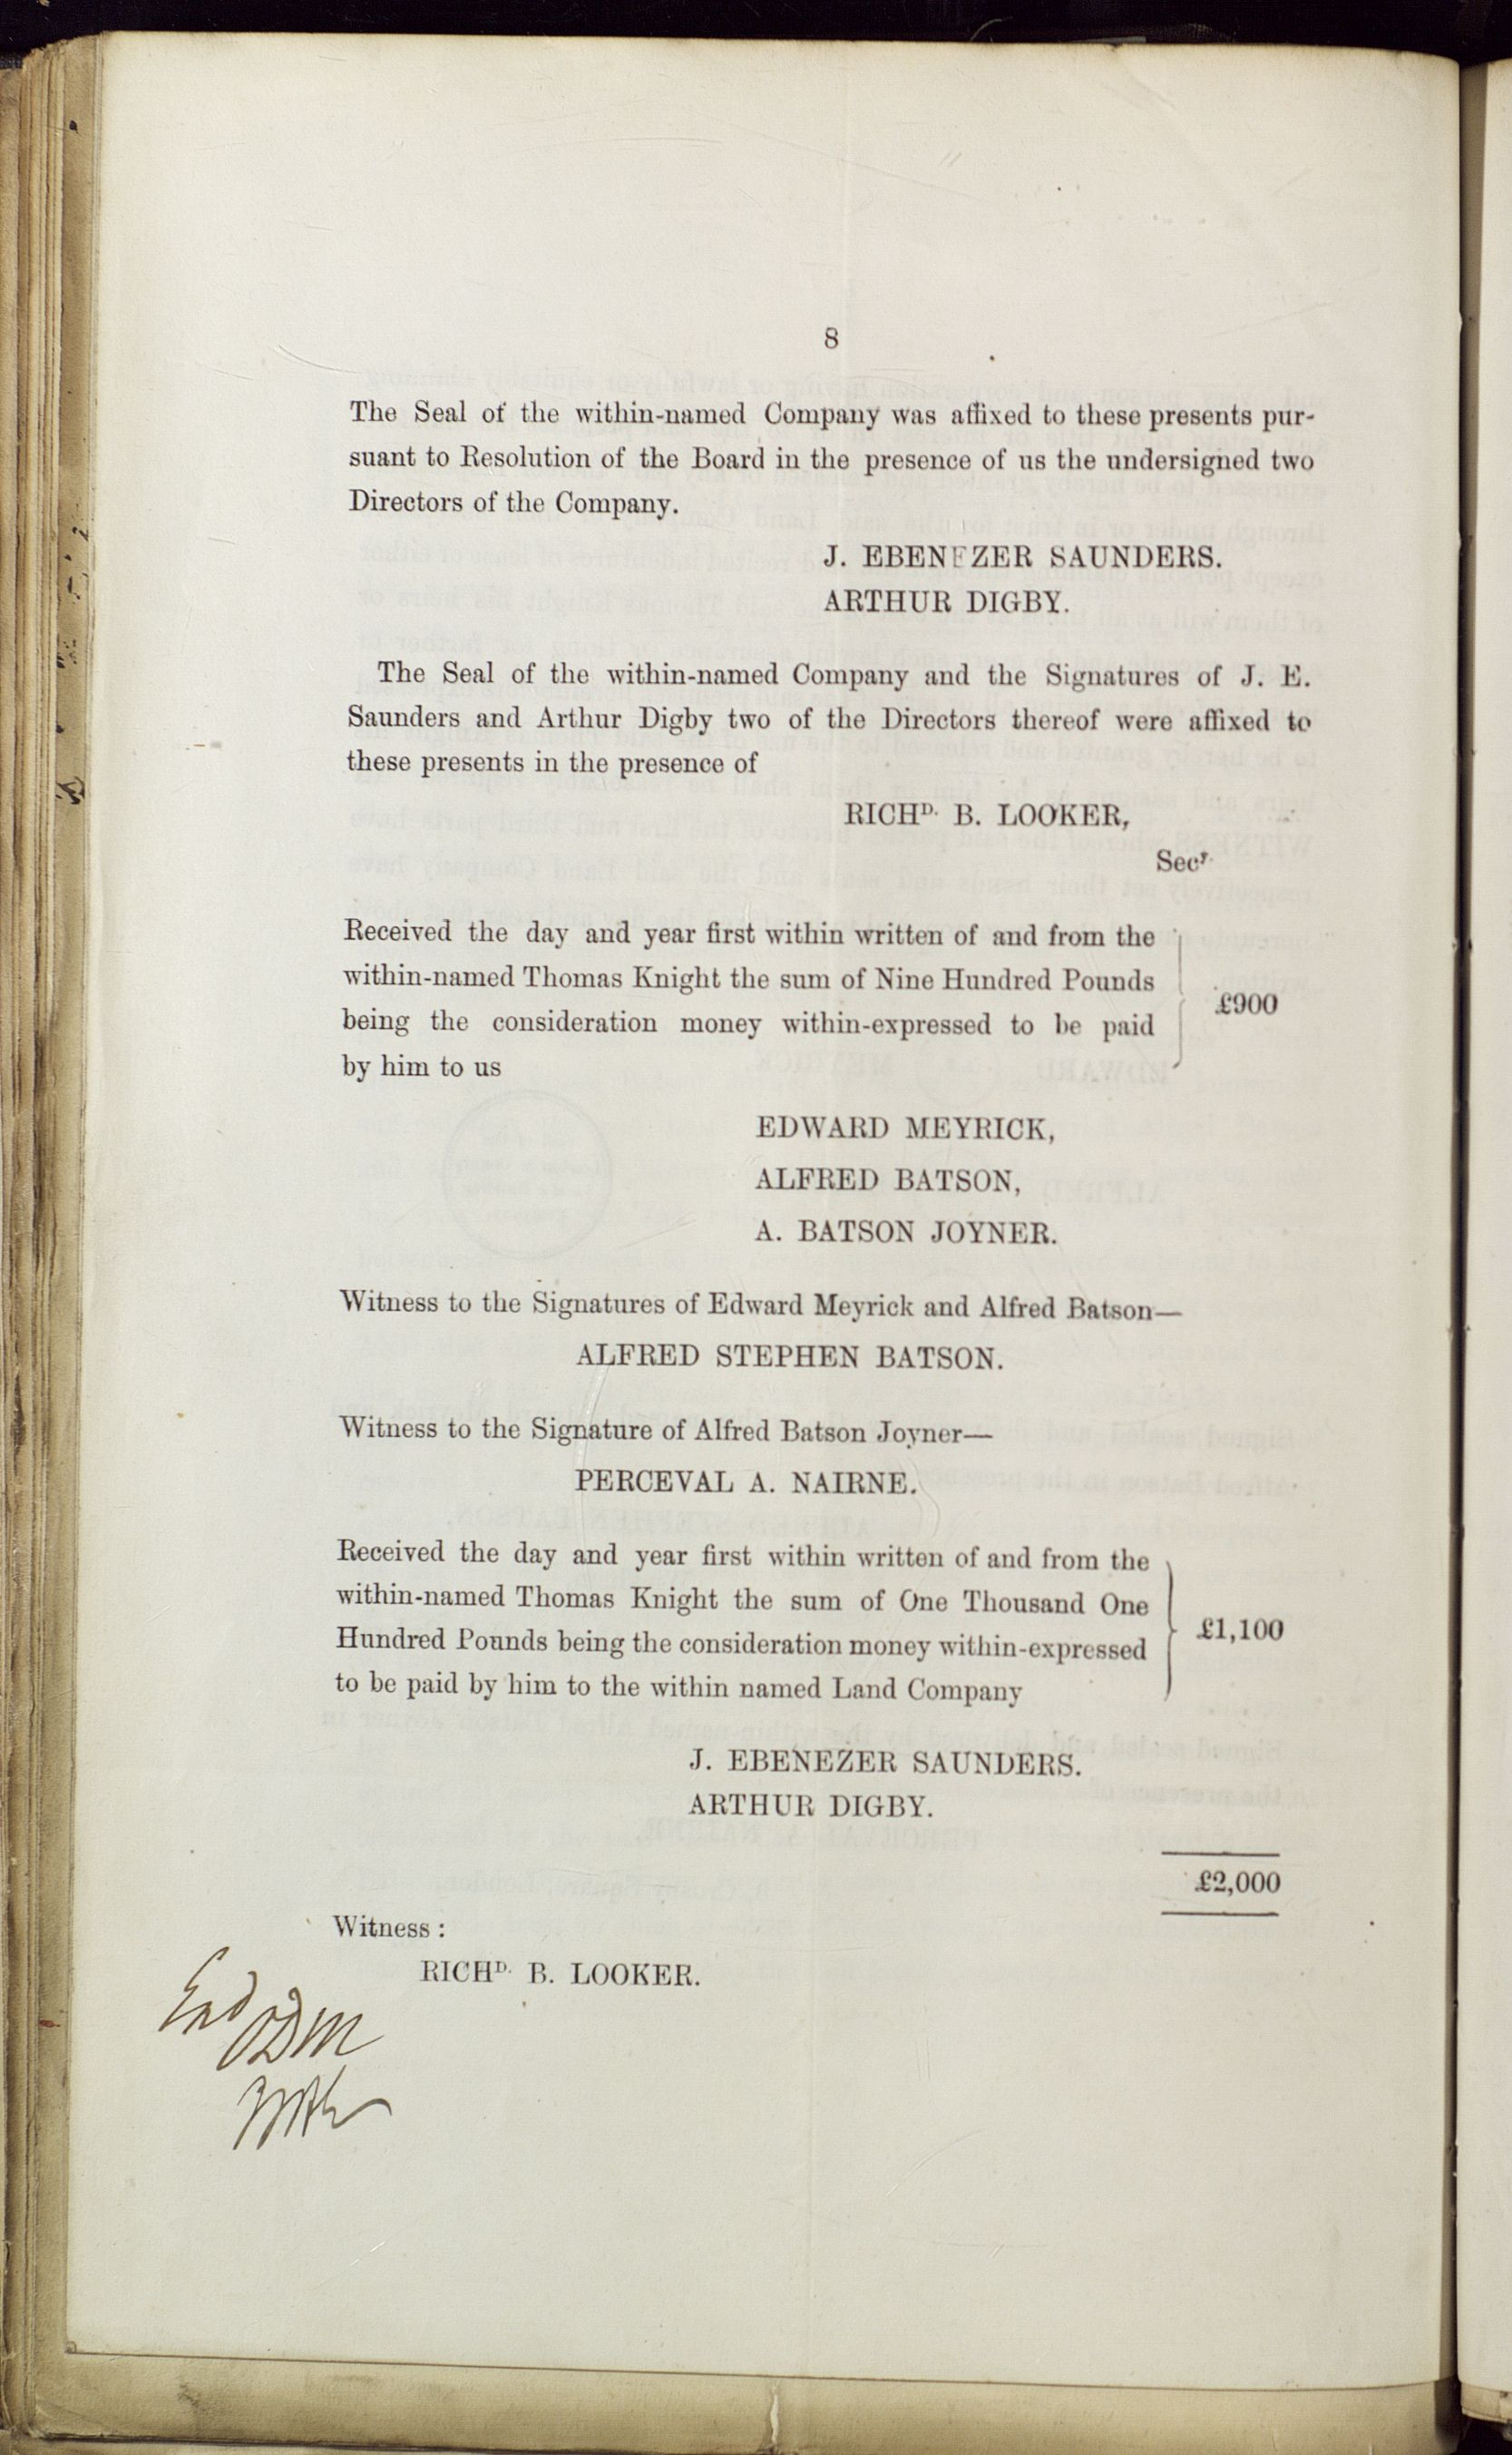 8
The Seal of the within-named Company was affixed to these presents pur-
suant to Resolution of the Board in the presence of us the undersigned two
Directors of the Company.
J. EBENEZER SAUNDERS.
ARTHUR DIGBY.
The Seal of the within-named Company and the Signatures of J. E.
Saunders and Arthur Digby two of the Directors thereof were affixed to
these presents in the presence of
RICHᴰ· B. LOOKER,
Secʳ·
Received the day and year first within written of and from the
within-named Thomas Knight the sum of Nine Hundred Pounds
being the consideration money within-expressed to be paid
by him to us
£900
EDWARD MEYRICK,
ALFRED BATSON,
A. BATSON JOYNER.
Witness to the Signatures of Edward Meyrick and Alfred Batson—
ALFRED STEPHEN BATSON.
Witness to the Signature of Alfred Batson Joyner—
PERCEVAL A. NAIRNE.
Received the day and year first within written of and from the
within-named Thomas Knight the sum of One Thousand One
Hundred Pounds being the consideration money within-expressed
to be paid by him to the within named Land Company
£1,100
J. EBENEZER SAUNDERS.
ARTHUR DIGBY.
£2,000
Witness :
RICHᴰ· B. LOOKER.